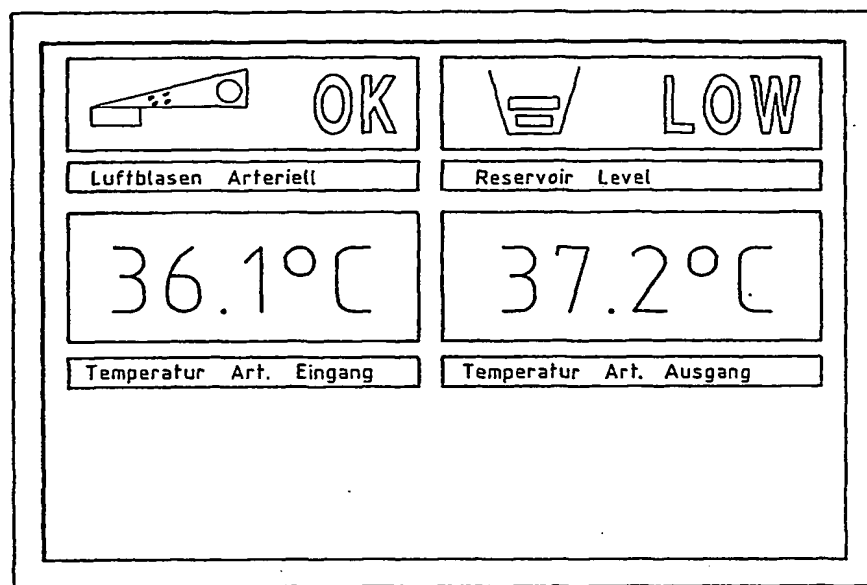 OK
LOW
Luftblasen Arteriell
Reservoir Level
36.1°C
37.2°C
Temperatur Art. Eingang
Temperatur Art. Ausgang